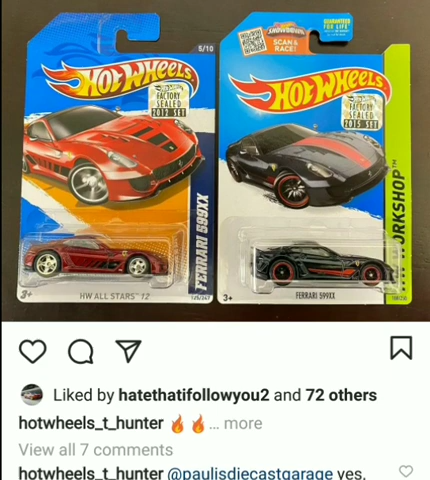 5/10
HOT WHEELS
FACTORY
SEALED
2012 SET
FERRARI 599XX
3+
HW ALL STARS '12
SHOWDOWN
SCAN &
RACE!
GUARANTEED
FOR LIFE
HOT WHEELS
FACTORY
SEALED
2015 SET
WORKSHOP™
3+
FERRARI 599XX
Liked by hatethatifollowyou2 and 72 others
hotwheels_t_hunter 🔥🔥... more
View all 7 comments
hotwheels_t_hunter @paulisdiecastgarage yes,